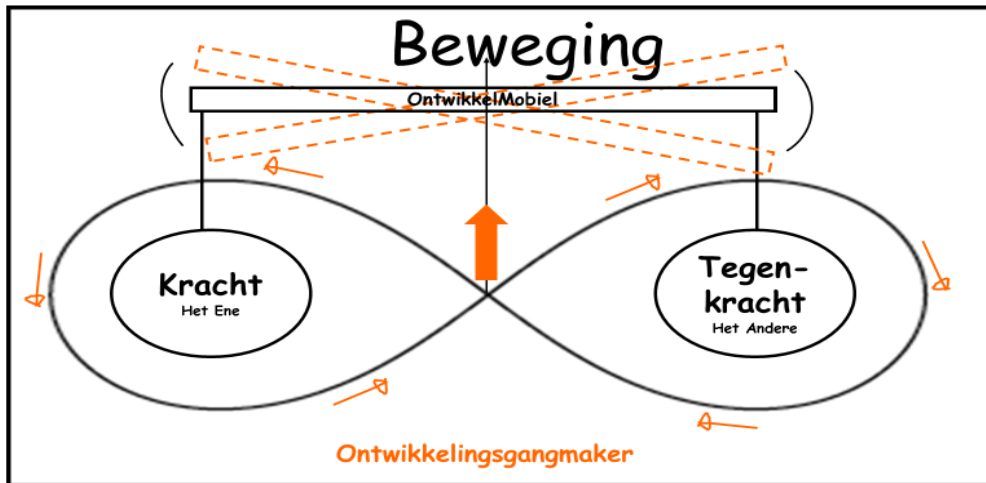 Beweging
OntwikkelMobiel
Kracht
Het Ene
Tegen-
kracht
Het Andere
Ontwikkelingsgangmaker